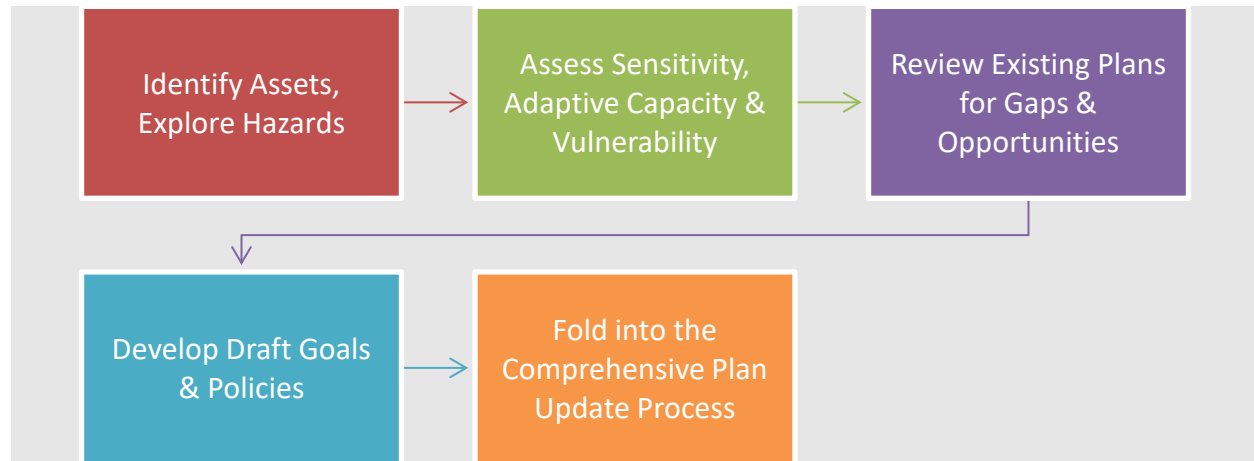 Identify Assets,
Explore Hazards
Assess Sensitivity,
Adaptive Capacity &
Vulnerability
Review Existing Plans
for Gaps &
Opportunities
Develop Draft Goals
& Policies
Fold into the
Comprehensive Plan
Update Process